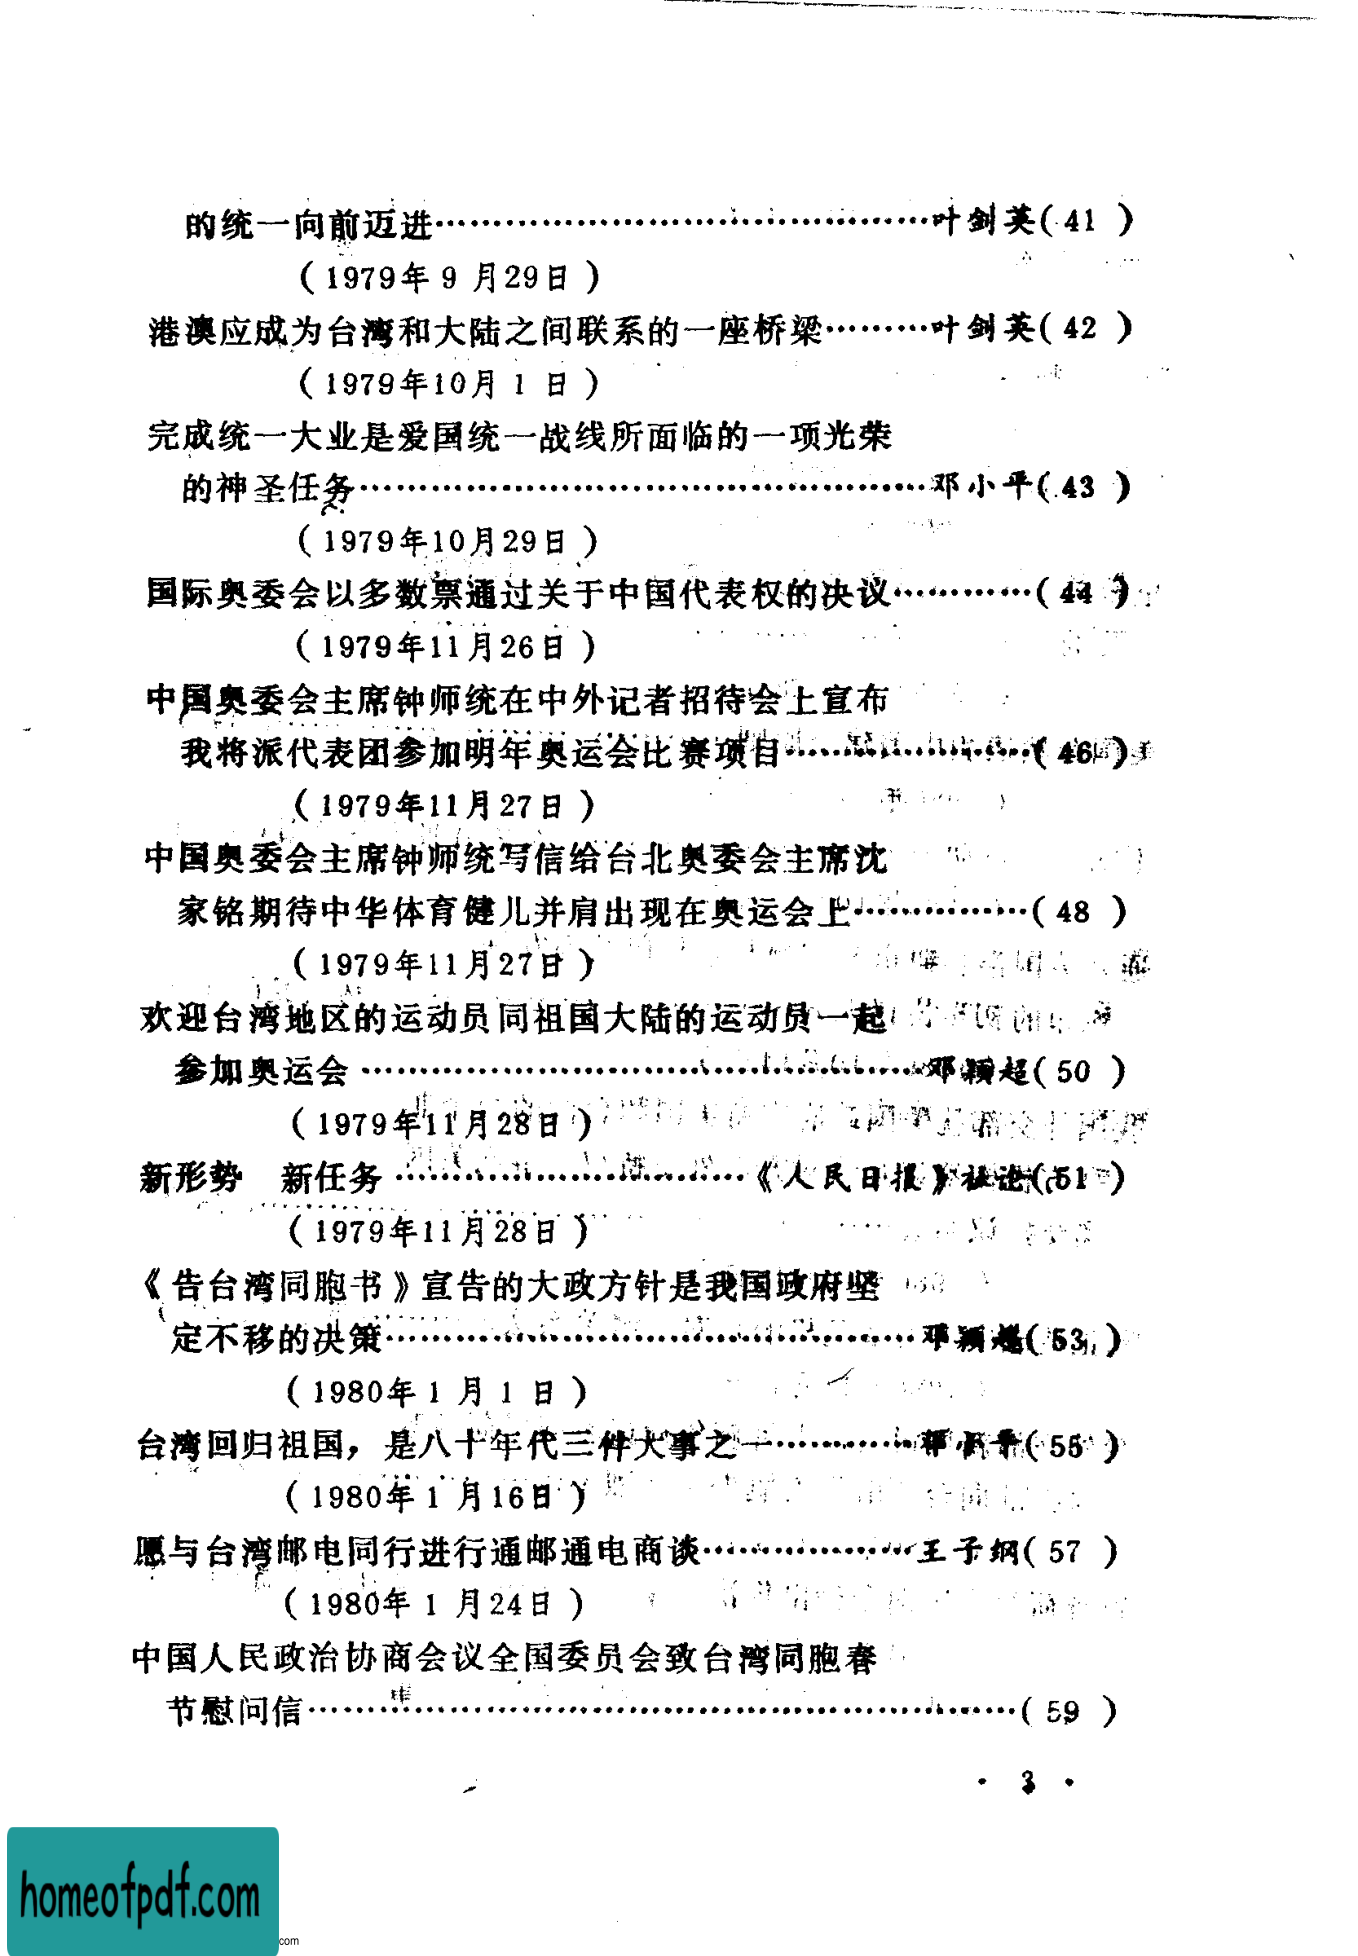 的统一向前迈进……………………………………叶剑英( 41 )
( 1979年 9 月29日 )
港澳应成为台湾和大陆之间联系的一座桥梁………叶剑英( 42 )
( 1979年10月 1 日 )
完成统一大业是爱国统一战线所面临的一项光荣
的神圣任务……………………………………………邓小平( 43 )
( 1979年10月29日 )
国际奥委会以多数票通过关于中国代表权的决议…………( 44 )
( 1979年11月26日 )
中国奥委会主席钟师统在中外记者招待会上宣布
我将派代表团参加明年奥运会比赛项目…………………( 46 )
( 1979年11月27日 )
中国奥委会主席钟师统写信给台北奥委会主席沈
家铭期待中华体育健儿并肩出现在奥运会上……………( 48 )
( 1979年11月27日 )
欢迎台湾地区的运动员同祖国大陆的运动员一起
参加奥运会……………………………………………邓颖超( 50 )
( 1979年11月28日 )
新形势　新任务…………………………《人民日报》社论( 51 )
( 1979年11月28日 )
《告台湾同胞书》宣告的大政方针是我国政府坚
定不移的决策…………………………………………邓颖超( 53 )
( 1980年 1 月 1 日 )
台湾回归祖国，是八十年代三件大事之一…………邓小平( 55 )
( 1980年 1 月16日 )
愿与台湾邮电同行进行通邮通电商谈………………王子纲( 57 )
( 1980年 1 月24日 )
中国人民政治协商会议全国委员会致台湾同胞春
节慰问信………………………………………………………( 59 )
· 3 ·
homeofpdf.com
com